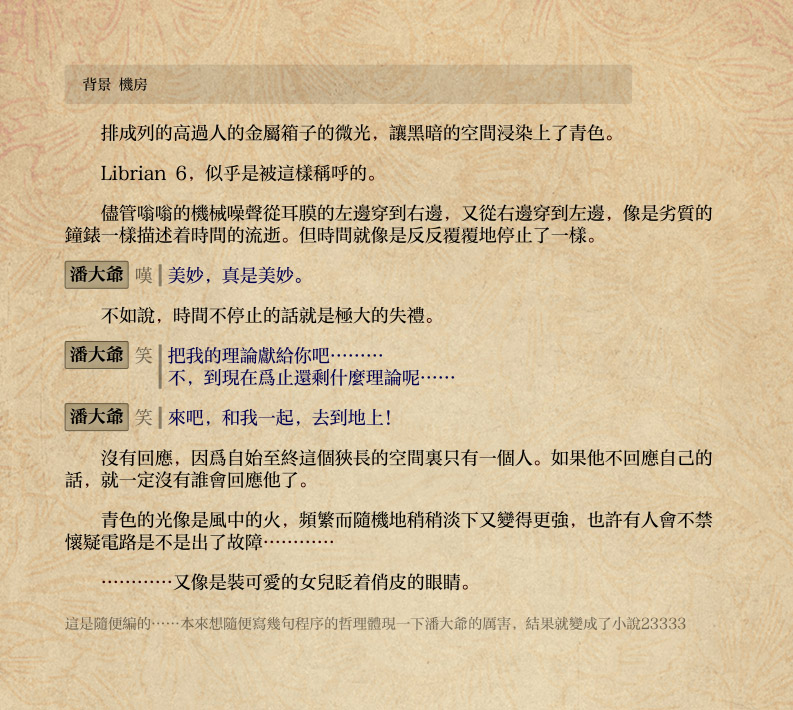 背景 機房
排成列的高過人的金屬箱子的微光，讓黑暗的空間浸染上了青色。
Librian 6，似乎是被這樣稱呼的。
儘管嗡嗡的機械噪聲從耳膜的左邊穿到右邊，又從右邊穿到左邊，像是劣質的
鐘錶一樣描述着時間的流逝。但時間就像是反反覆覆地停止了一樣。
潘大爺 嘆 美妙，真是美妙。
不如說，時間不停止的話就是極大的失禮。
潘大爺 笑 把我的理論獻給你吧………
不，到現在爲止還剩什麼理論呢……
潘大爺 笑 來吧，和我一起，去到地上！
沒有回應，因爲自始至終這個狹長的空間裏只有一個人。如果他不回應自己的
話，就一定沒有誰會回應他了。
青色的光像是風中的火，頻繁而隨機地稍稍淡下又變得更強，也許有人會不禁
懷疑電路是不是出了故障…………
…………又像是裝可愛的女兒眨着俏皮的眼睛。
這是隨便編的……本來想隨便寫幾句程序的哲理體現一下潘大爺的厲害，結果就變成了小說23333